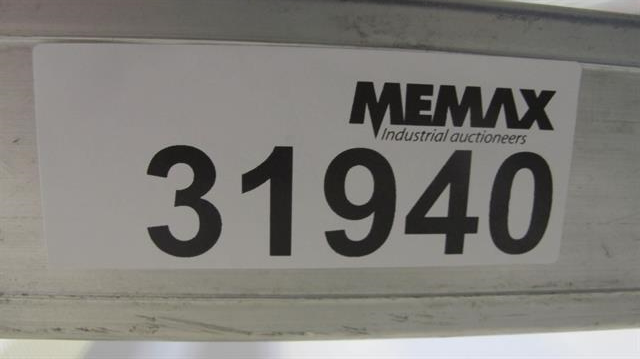 MEMAX
Industrial auctioneers
31940